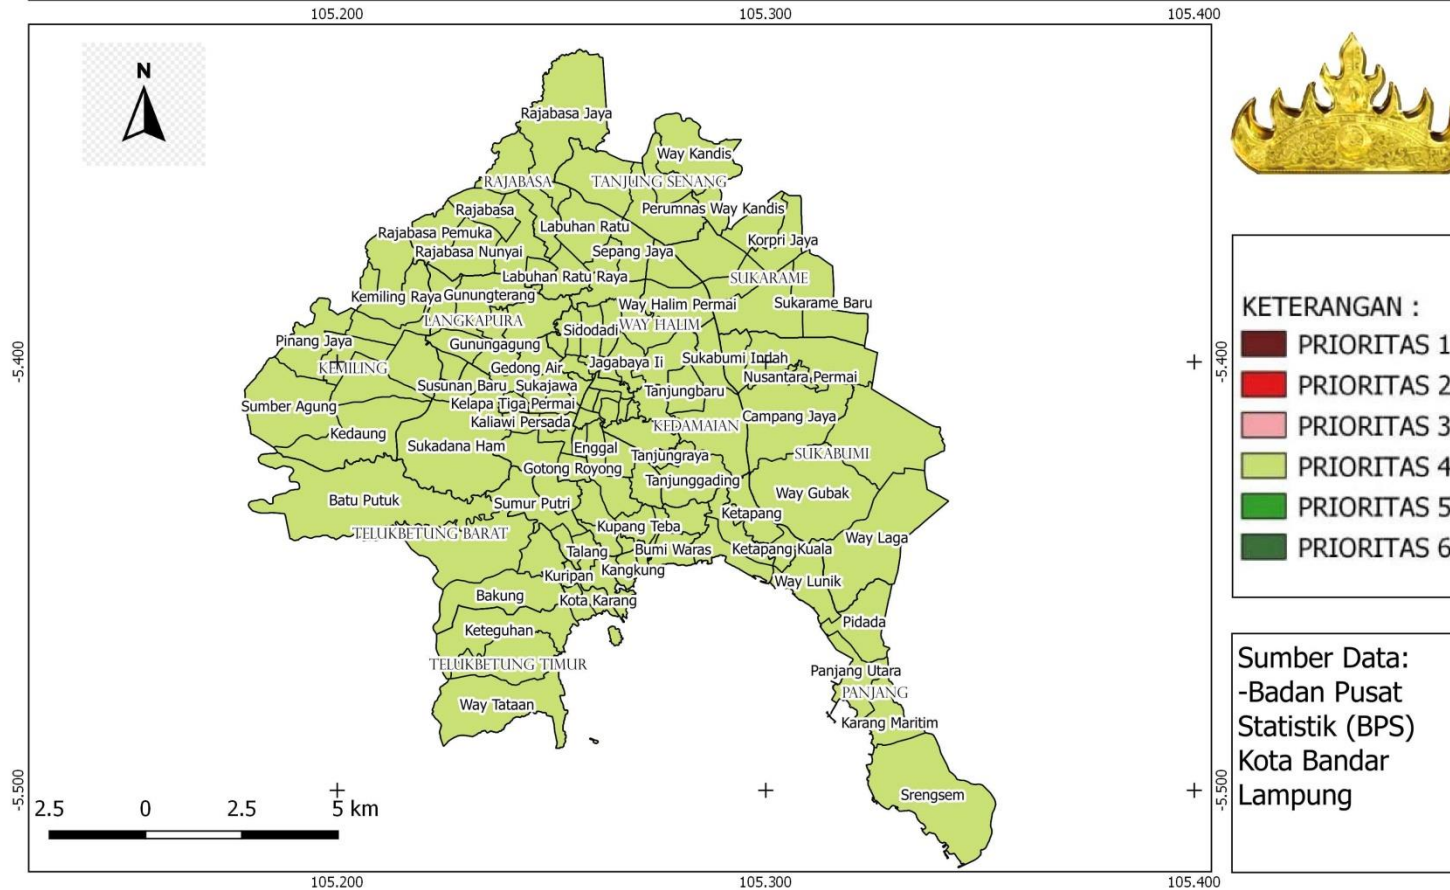 105.200
105.300
105.400
N
Rajabasa Jaya
Way Kandis
RAJABASA
TANJUNG SENANG
Rajabasa
Perumnas Way Kandis
Rajabasa Pemuka
Labuhan Ratu
Korpri Jaya
Rajabasa Nunyai
Sepang Jaya
Labuhan Ratu Raya
SUKARAME
Kemiling Raya
Gunungterang
Way Halim Permai
Sukarame Baru
LANGKAPURA
Sidodadi
WAY HALIM
Pinang Jaya
Gunungagung
KEMILING
Gedong Air
Jagabaya Ii
Sukabumi Indah
Susunan Baru
Sukajawa
Tanjungbaru
Nusantara Permai
Sumber Agung
Kelapa Tiga Permai
Kaliawi Persada
KEDAMAIAN
Campang Jaya
Kedaung
Sukadana Ham
Enggal
Tanjungraya
SUKABUMI
Gotong Royong
Tanjunggading
Batu Putuk
Sumur Putri
Way Gubak
Ketapang
TELUKBETUNG BARAT
Kupang Teba
Way Laga
Talang
Bumi Waras
Ketapang Kuala
Kuripan
Kangkung
Way Lunik
Bakung
Kota Karang
Pidada
Keteguhan
TELUKBETUNG TIMUR
Panjang Utara
PANJANG
Way Tataan
Karang Maritim
Srengsem
-5.400
-5.400
-5.500
-5.500
2.5 0 2.5 5 km
105.200
105.300
105.400
KETERANGAN :
PRIORITAS 1
PRIORITAS 2
PRIORITAS 3
PRIORITAS 4
PRIORITAS 5
PRIORITAS 6
Sumber Data:
-Badan Pusat
Statistik (BPS)
Kota Bandar
Lampung